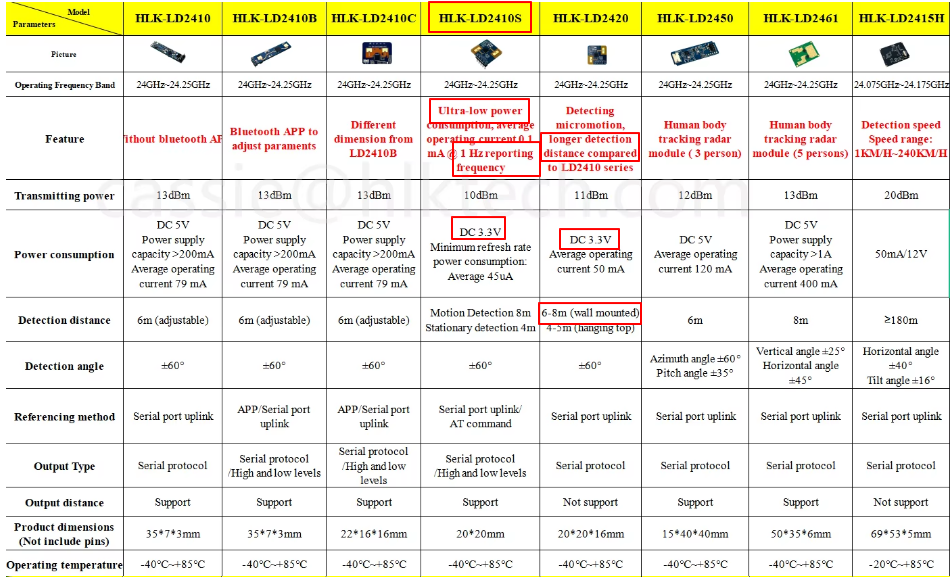 Model
Parameters
HLK-LD2410 HLK-LD2410B HLK-LD2410C HLK-LD2410S HLK-LD2420 HLK-LD2450 HLK-LD2461 HLK-LD2415H
Picture
Operating Frequency Band 24GHz~24.25GHz 24GHz~24.25GHz 24GHz~24.25GHz 24GHz~24.25GHz 24GHz~24.25GHz 24GHz~24.25GHz 24GHz~24.25GHz 24.075GHz~24.175GHz
Feature
ithout bluetooth AP
Bluetooth APP to
adjust paraments
Different
dimension from
LD2410B
Ultra-low power
consumption, average
operating current 0.1
mA @ 1 Hz reporting
frequency
Detecting
micromotion,
longer detection
distance compared
to LD2410 series
Human body
tracking radar
module ( 3 person)
Human body
tracking radar
module (5 persons)
Detection speed
Speed range:
1KM/H~240KM/H
Transmitting power 13dBm 13dBm 13dBm 10dBm 11dBm 12dBm 13dBm 20dBm
Power consumption
DC 5V
Power supply
capacity >200mA
Average operating
current 79 mA
DC 5V
Power supply
capacity >200mA
Average operating
current 79 mA
DC 5V
Power supply
capacity >200mA
Average operating
current 79 mA
DC 3.3V
Minimum refresh rate
power consumption:
Average 45uA
DC 3.3V
Average operating
current 50 mA
DC 5V
Average operating
current 120 mA
DC 5V
Power supply
capacity >1A
Average operating
current 400 mA
50mA/12V
Detection distance
6m (adjustable)
6m (adjustable)
6m (adjustable)
Motion Detection 8m
Stationary detection 4m
6-8m (wall mounted)
4-5m (hanging top)
6m
8m
≥180m
Detection angle
±60°
±60°
±60°
±60°
±60°
Azimuth angle ±60°
Pitch angle ±35°
Vertical angle ±25°
Horizontal angle
±45°
Horizontal angle
±40°
Tilt angle ±16°
Referencing method
Serial port uplink
APP/Serial port
uplink
APP/Serial port
uplink
Serial port uplink/
AT command
Serial port uplink
Serial port uplink
Serial port uplink
Serial port uplink
Output Type
Serial protocol
Serial protocol
/High and low levels
Serial protocol
/High and low
levels
Serial protocol
/High and low levels
Serial protocol
Serial protocol
Serial protocol
Serial protocol
Output distance Support Support Support Support Not support Support Support Not support
Product dimensions
(Not include pins)
35*7*3mm 35*7*3mm 22*16*16mm 20*20mm 20*20*16mm 15*40*40mm 50*35*6mm 69*53*5mm
Operating temperature -40°C~+85°C -40°C~+85°C -40°C~+85°C -40°C~+85°C -40°C~+85°C -40°C~+85°C -40°C~+85°C -20°C~+85°C
cassie@hlktech.com